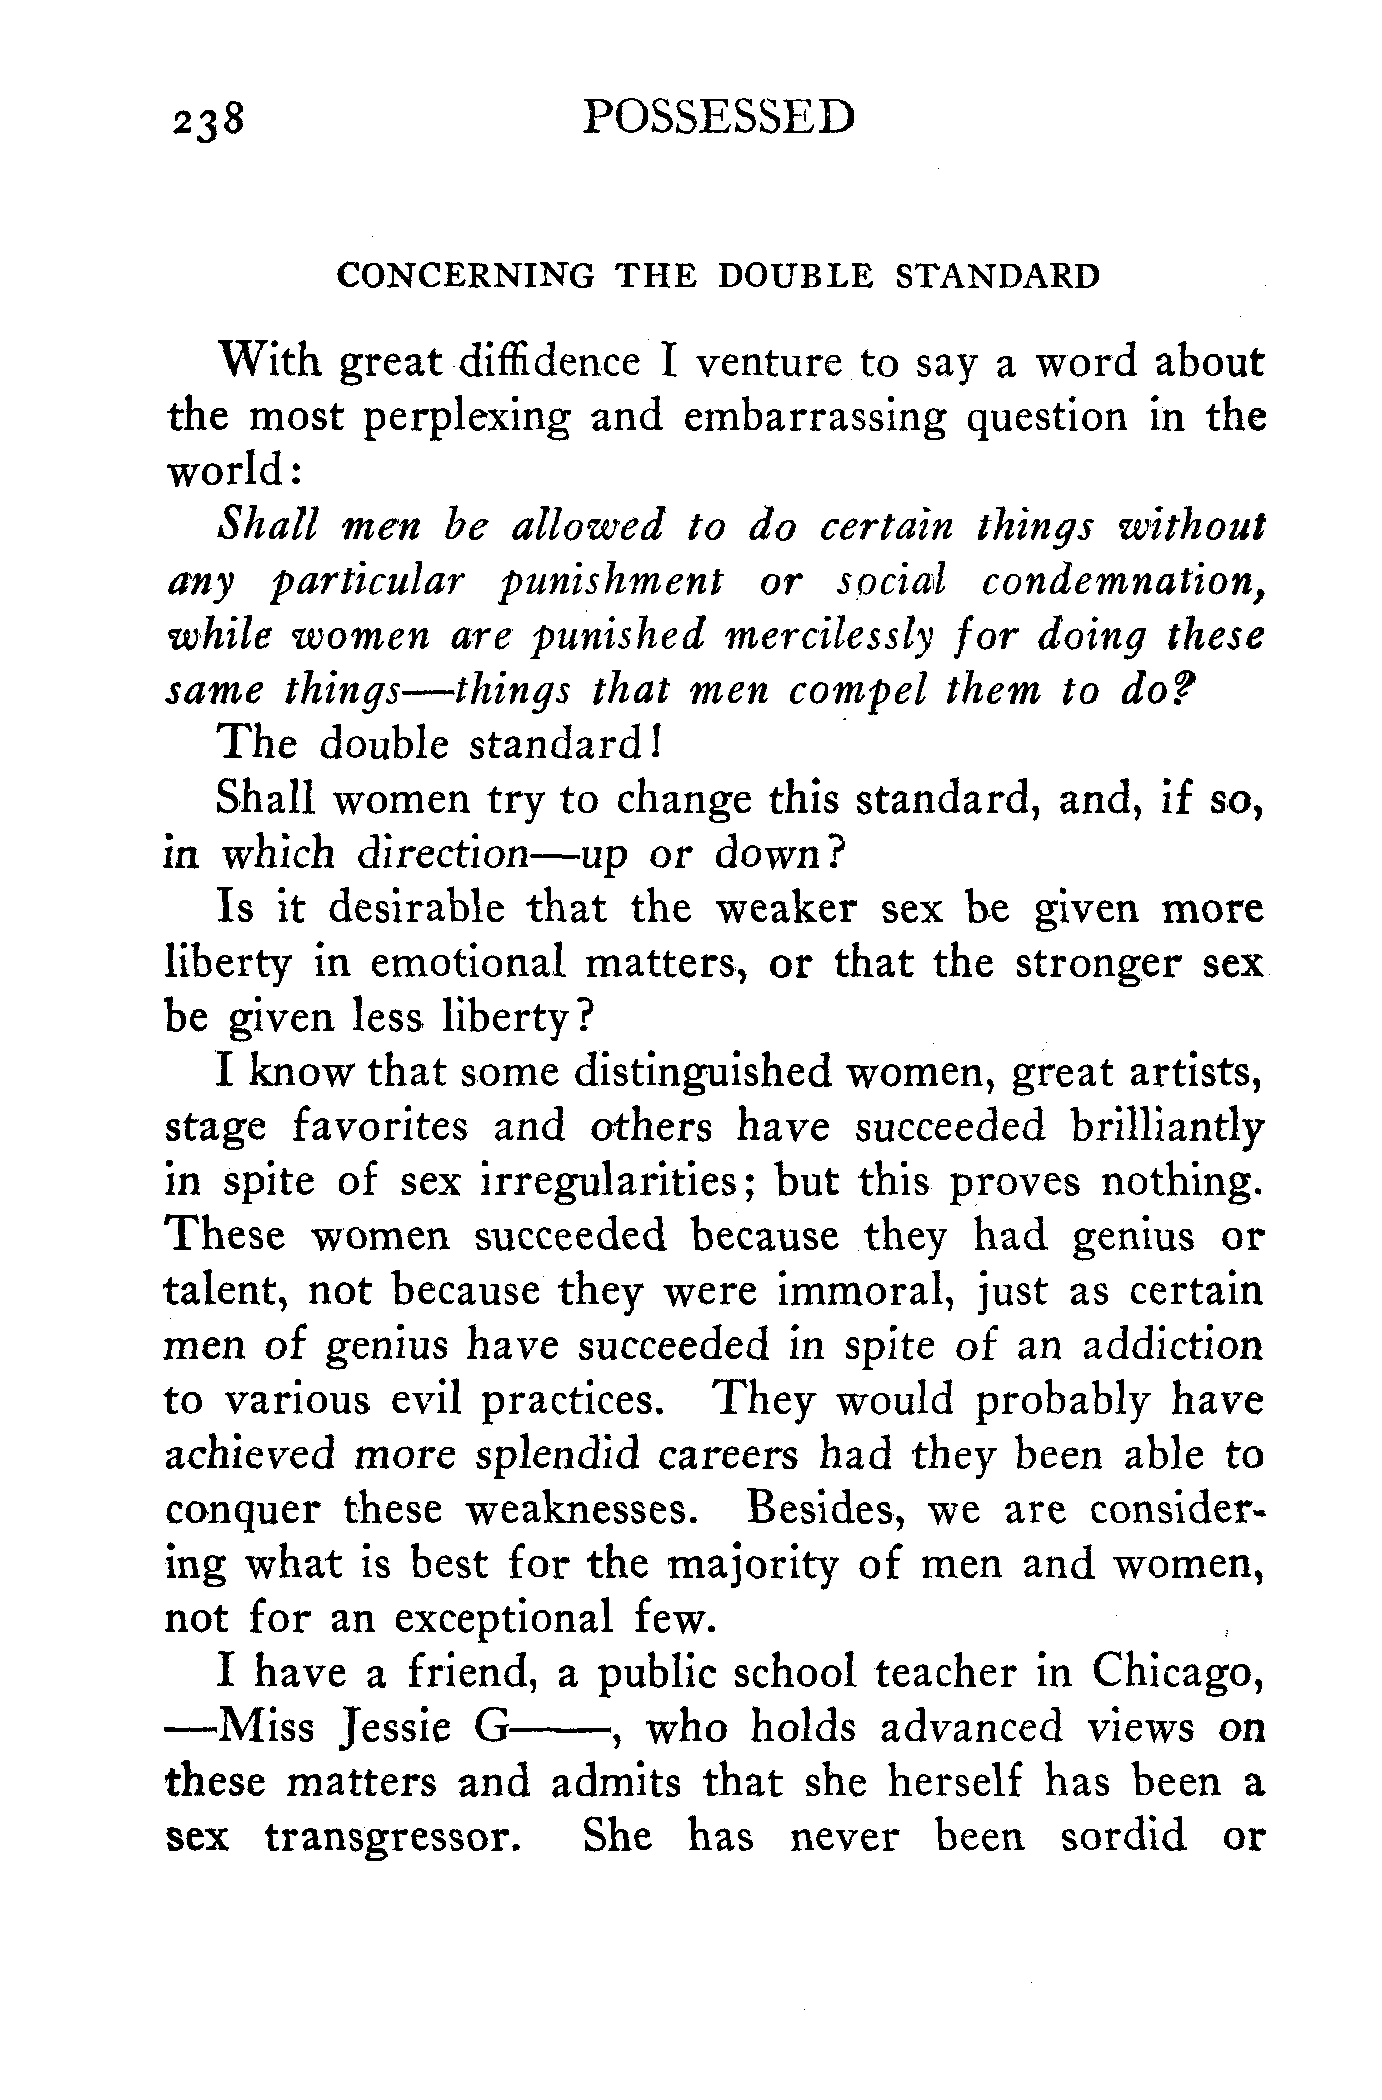 238 POSSESSED
CONCERNING THE DOUBLE STANDARD
With great diffidence I venture to say a word about
the most perplexing and embarrassing question in the
world:
Shall men be allowed to do certain things without
any particular punishment or social condemnation,
while women are punished mercilessly for doing these
same things—things that men compel them to do?
The double standard!
Shall women try to change this standard, and, if so,
in which direction—up or down?
Is it desirable that the weaker sex be given more
liberty in emotional matters, or that the stronger sex
be given less liberty?
I know that some distinguished women, great artists,
stage favorites and others have succeeded brilliantly
in spite of sex irregularities; but this proves nothing.
These women succeeded because they had genius or
talent, not because they were immoral, just as certain
men of genius have succeeded in spite of an addiction
to various evil practices. They would probably have
achieved more splendid careers had they been able to
conquer these weaknesses. Besides, we are consider-
ing what is best for the majority of men and women,
not for an exceptional few.
I have a friend, a public school teacher in Chicago,
—Miss Jessie G——, who holds advanced views on
these matters and admits that she herself has been a
sex transgressor. She has never been sordid or